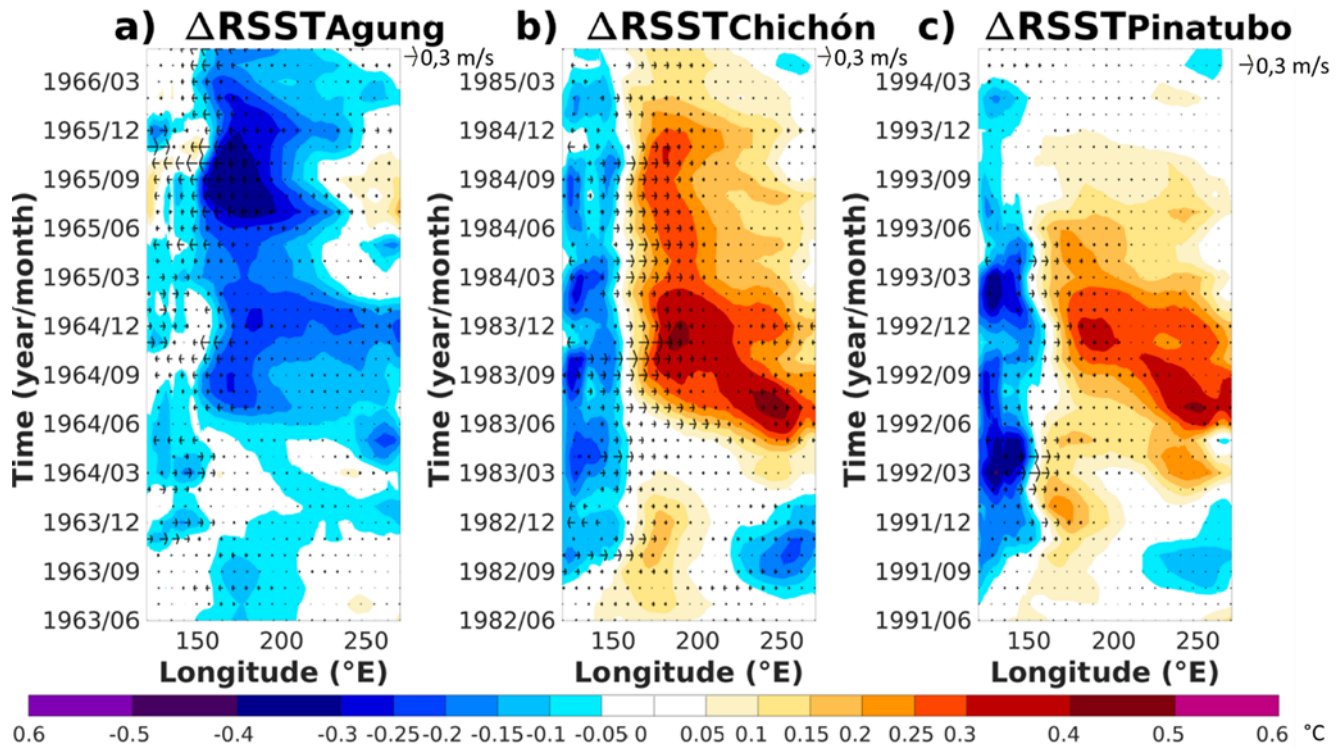 a) ΔRSSTAgung
0,3 m/s
1966/03
1965/12
1965/09
1965/06
1965/03
1964/12
1964/09
1964/06
1964/03
1963/12
1963/09
1963/06
Time (year/month)
150 200 250
Longitude (°E)
b) ΔRSSTChichón
0,3 m/s
1985/03
1984/12
1984/09
1984/06
1984/03
1983/12
1983/09
1983/06
1983/03
1982/12
1982/09
1982/06
Time (year/month)
150 200 250
Longitude (°E)
c) ΔRSSTPinatubo
0,3 m/s
1994/03
1993/12
1993/09
1993/06
1993/03
1992/12
1992/09
1992/06
1992/03
1991/12
1991/09
1991/06
Time (year/month)
150 200 250
Longitude (°E)
0.6 -0.5 -0.4 -0.3 -0.25 -0.2 -0.15 -0.1 -0.05 0 0.05 0.1 0.15 0.2 0.25 0.3 0.4 0.5 0.6 °C